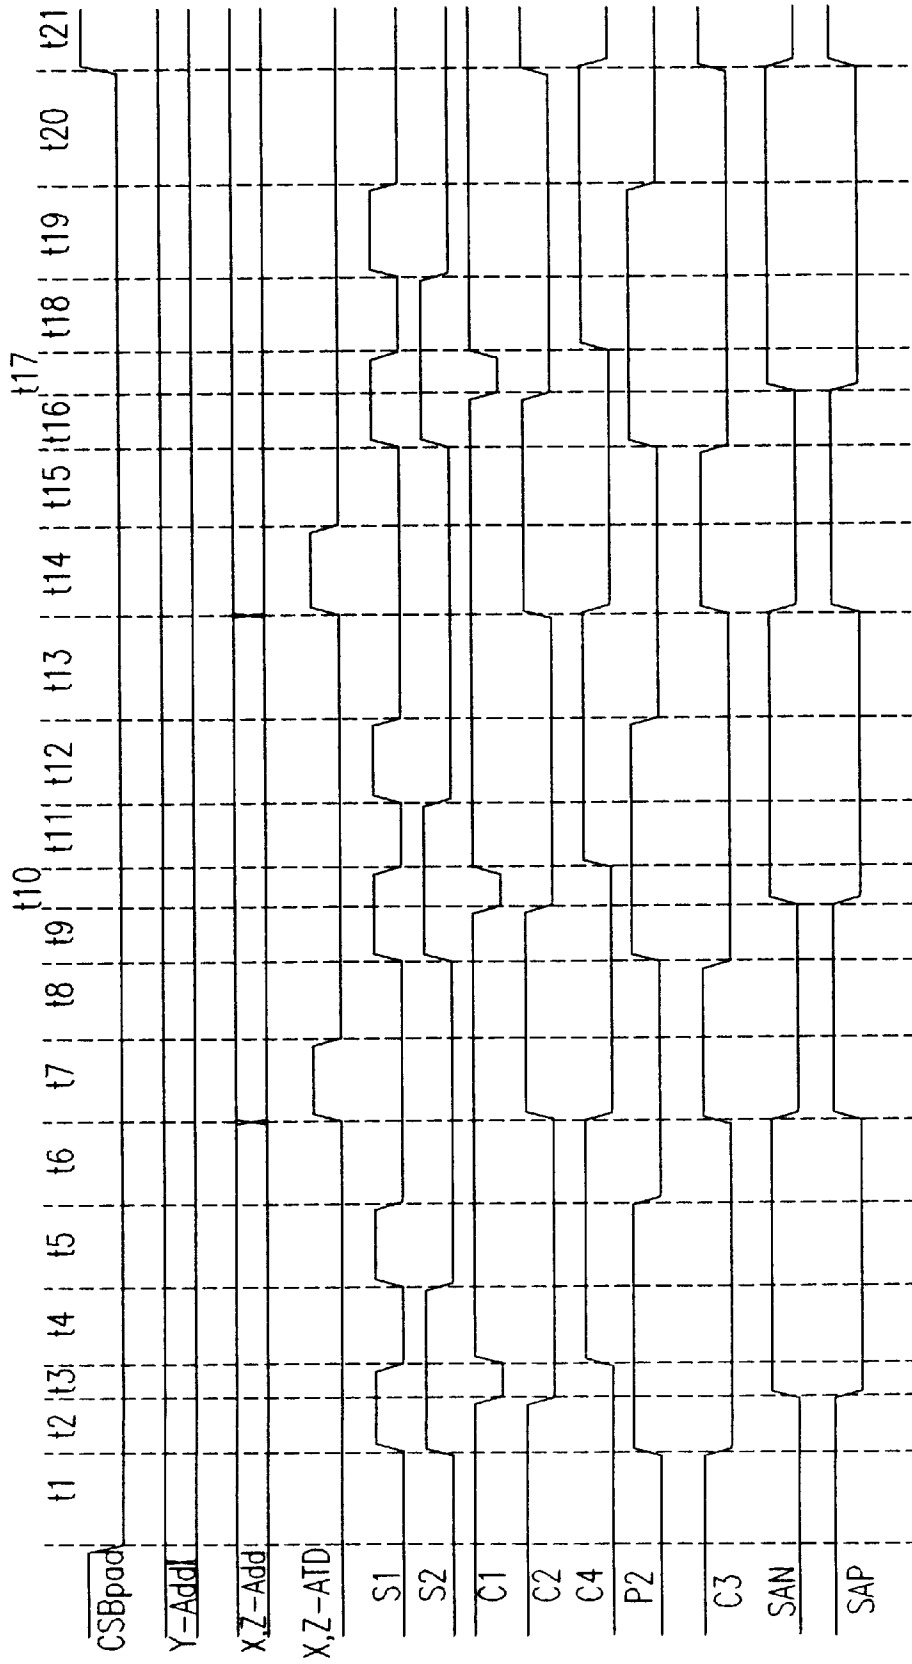 t1 t2 t3 t4 t5 t6 t7 t8 t9 t10 t11 t12 t13 t14 t15 t16 t17 t18 t19 t20 t21
CSBpad
Y-Add
X,Z-Add
X,Z-ATD
S1
S2
C1
C2
C4
P2
C3
SAN
SAP